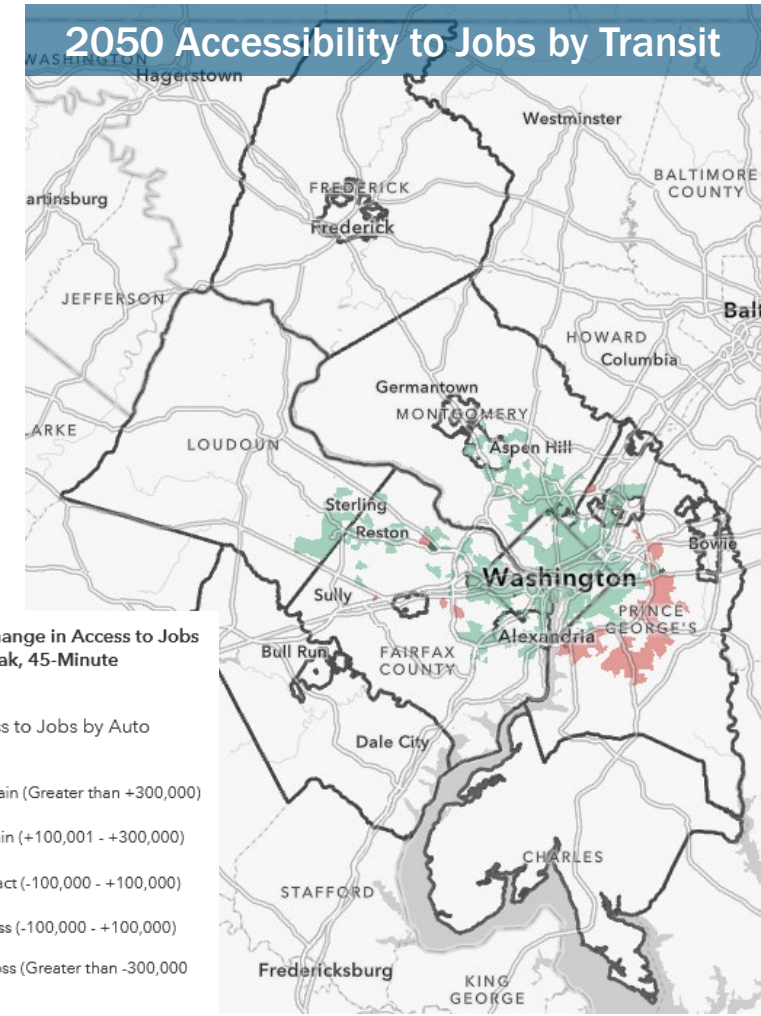 2050 Accessibility to Jobs by Transit
WASHINGTON
Hagerstown
Westminster
BALTIMORE
COUNTY
FREDERICK
artinsburg
Frederick
JEFFERSON
Balt
HOWARD
Columbia
Germantown
MONTGOMERY
ARKE
LOUDOUN
Aspen Hill
Sterling
Reston
Bowie
Washington
Sully
PRINCE
GEORGE'S
Alexandria
ange in Access to Jobs
ak, 45-Minute
Bull Run
FAIRFAX
COUNTY
ss to Jobs by Auto
Dale City
ain (Greater than +300,000)
in (+100,001 - +300,000)
act (-100,000 - +100,000)
CHARLES
STAFFORD
ss (-100,000 - +100,000)
oss (Greater than -300,000
Fredericksburg
KING
GEORGE